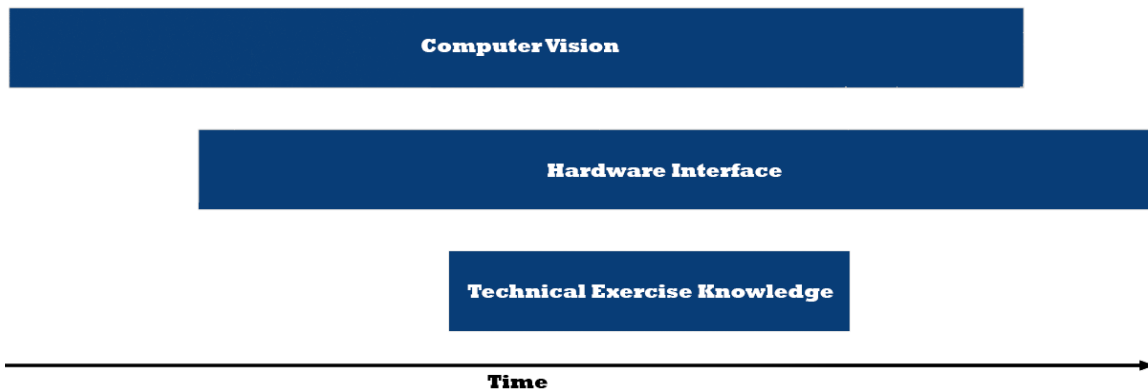 Computer Vision
Hardware Interface
Technical Exercise Knowledge
Time